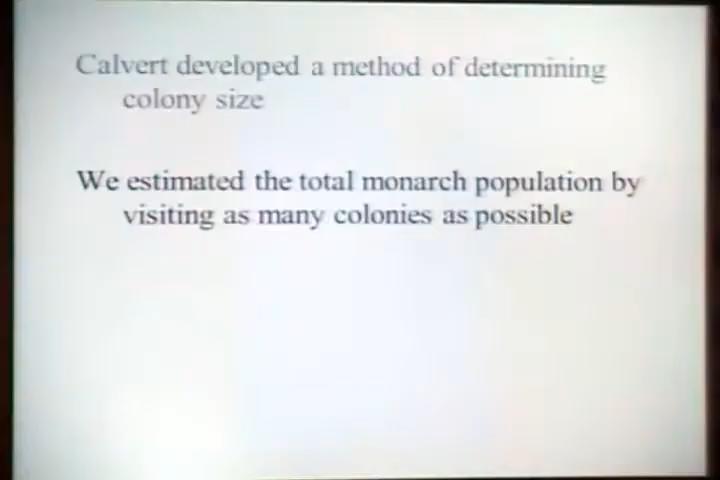 Calvert developed a method of determining
colony size
We estimated the total monarch population by
visiting as many colonies as possible